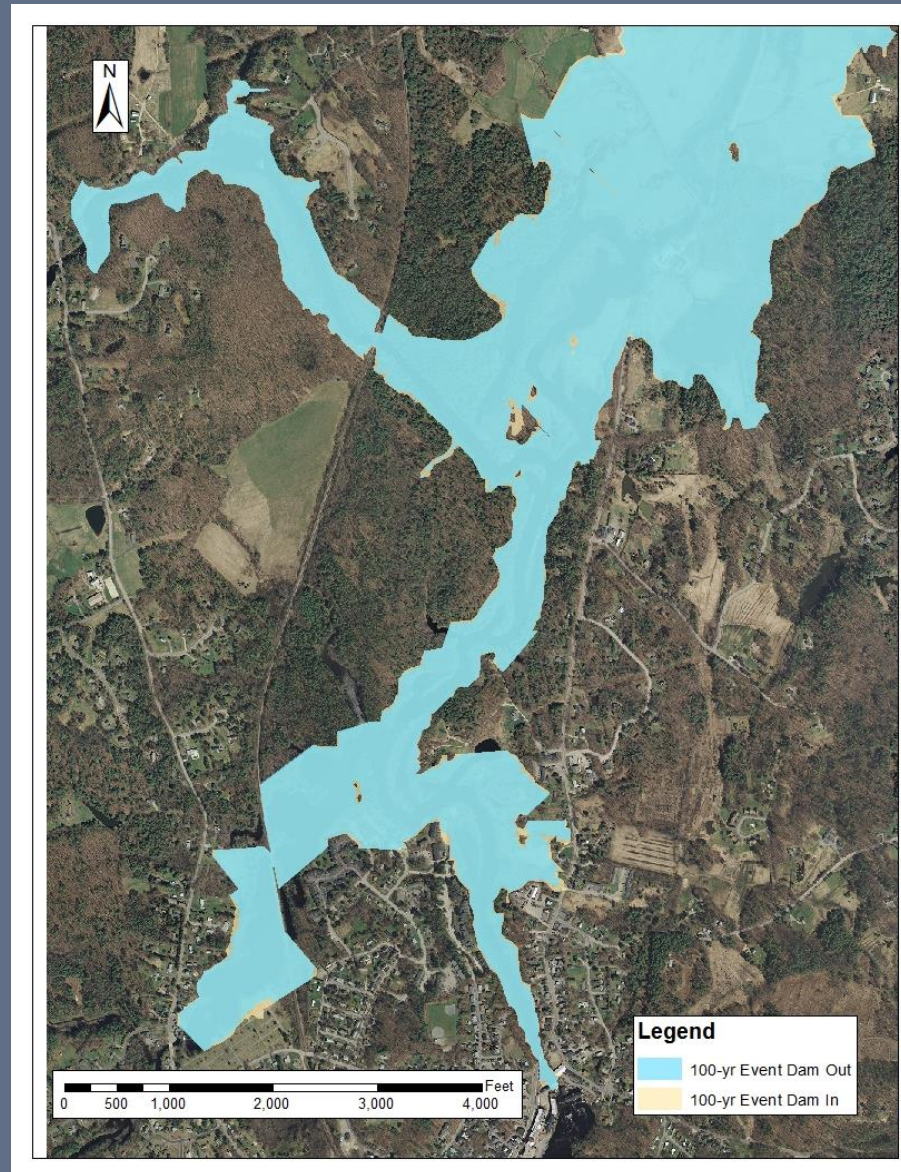 N
Legend
100-yr Event Dam Out
100-yr Event Dam In
Feet
0 500 1,000 2,000 3,000 4,000